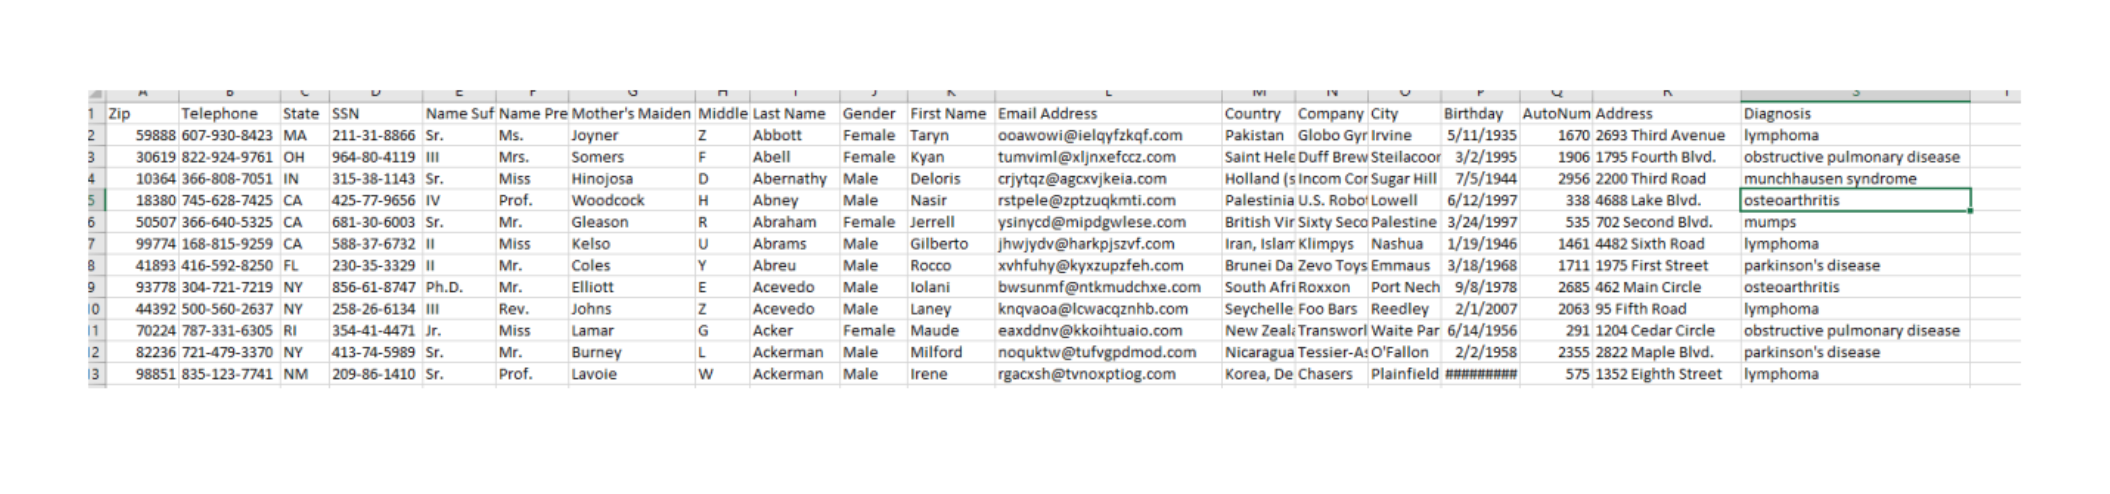 1 Zip Telephone State SSN Name Suf Name Pre Mother's Maiden Middle Last Name Gender First Name Email Address Country Company City Birthday AutoNum Address Diagnosis
2 59888 607-930-8423 MA 211-31-8866 Sr. Ms. Joyner Z Abbott Female Taryn ooawowi@ielqyfzkqf.com Pakistan Globo Gyr Irvine 5/11/1935 1670 2693 Third Avenue lymphoma
3 30619 822-924-9761 OH 964-80-4119 III Mrs. Somers F Abell Female Kyan tumviml@xljnxefccz.com Saint Hele Duff Brew Steilacoor 3/2/1995 1906 1795 Fourth Blvd. obstructive pulmonary disease
4 10364 366-808-7051 IN 315-38-1143 Sr. Miss Hinojosa D Abernathy Male Deloris crjytqz@agcxvjkeia.com Holland (s Incom Cor Sugar Hill 7/5/1944 2956 2200 Third Road munchhausen syndrome
5 18380 745-628-7425 CA 425-77-9656 IV Prof. Woodcock H Abney Male Nasir rstpele@zptzuqkmti.com Palestinia U.S. Robot Lowell 6/12/1997 338 4688 Lake Blvd. osteoarthritis
6 50507 366-640-5325 CA 681-30-6003 Sr. Mr. Gleason R Abraham Female Jerrell ysinycd@mipdgwlese.com British Vir Sixty Seco Palestine 3/24/1997 535 702 Second Blvd. mumps
7 99774 168-815-9259 CA 588-37-6732 II Miss Kelso U Abrams Male Gilberto jhwjydv@harkpjszvf.com Iran, Islam Klimpys Nashua 1/19/1946 1461 4482 Sixth Road lymphoma
8 41893 416-592-8250 FL 230-35-3329 II Mr. Coles Y Abreu Male Rocco xvhfuhy@kyxzupzfeh.com Brunei Da Zevo Toys Emmaus 3/18/1968 1711 1975 First Street parkinson's disease
9 93778 304-721-7219 NY 856-61-8747 Ph.D. Mr. Elliott E Acevedo Male Iolani bwsunmf@ntkmudchxe.com South Afri Roxxon Port Nech 9/8/1978 2685 462 Main Circle osteoarthritis
10 44392 500-560-2637 NY 258-26-6134 III Rev. Johns Z Acevedo Male Laney knqvaoa@lcwacqznhb.com Seychelle Foo Bars Reedley 2/1/2007 2063 95 Fifth Road lymphoma
11 70224 787-331-6305 RI 354-41-4471 Jr. Miss Lamar G Acker Female Maude eaxddnv@kkoihtuaio.com New Zeala Transworl Waite Par 6/14/1956 291 1204 Cedar Circle obstructive pulmonary disease
12 82236 721-479-3370 NY 413-74-5989 Sr. Mr. Burney L Ackerman Male Milford noquktw@tufvgpdmod.com Nicaragua Tessier-As O'Fallon 2/2/1958 2355 2822 Maple Blvd. parkinson's disease
13 98851 835-123-7741 NM 209-86-1410 Sr. Prof. Lavoie W Ackerman Male Irene rgacxsh@tvnoxptiog.com Korea, De Chasers Plainfield ######### 575 1352 Eighth Street lymphoma